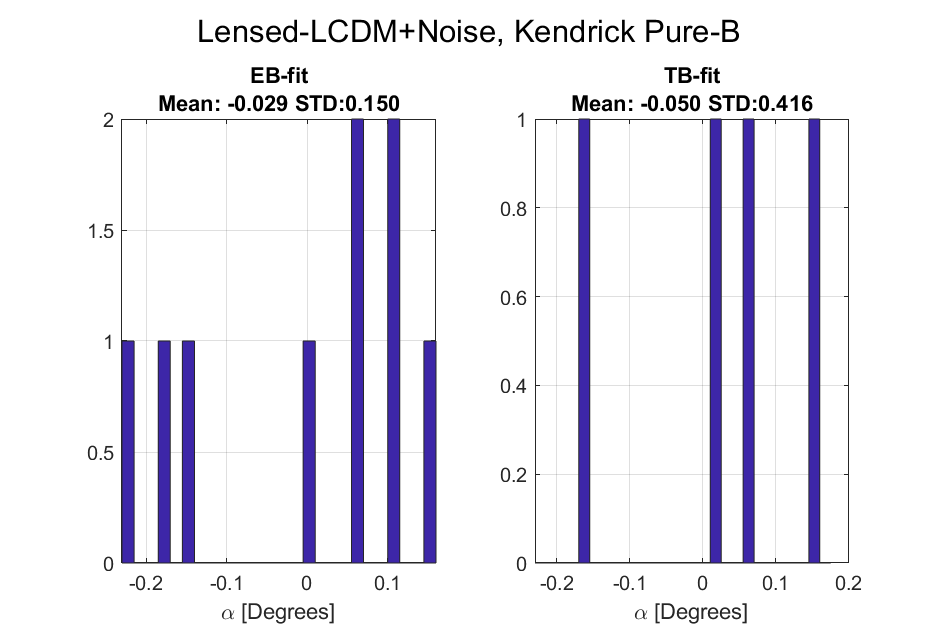 Lensed-LCDM+Noise, Kendrick Pure-B
EB-fit
Mean: -0.029 STD:0.150
2
1.5
1
0.5
0
-0.2 -0.1 0 0.1
α [Degrees]
TB-fit
Mean: -0.050 STD:0.416
1
0.8
0.6
0.4
0.2
0
-0.2 -0.1 0 0.1 0.2
α [Degrees]